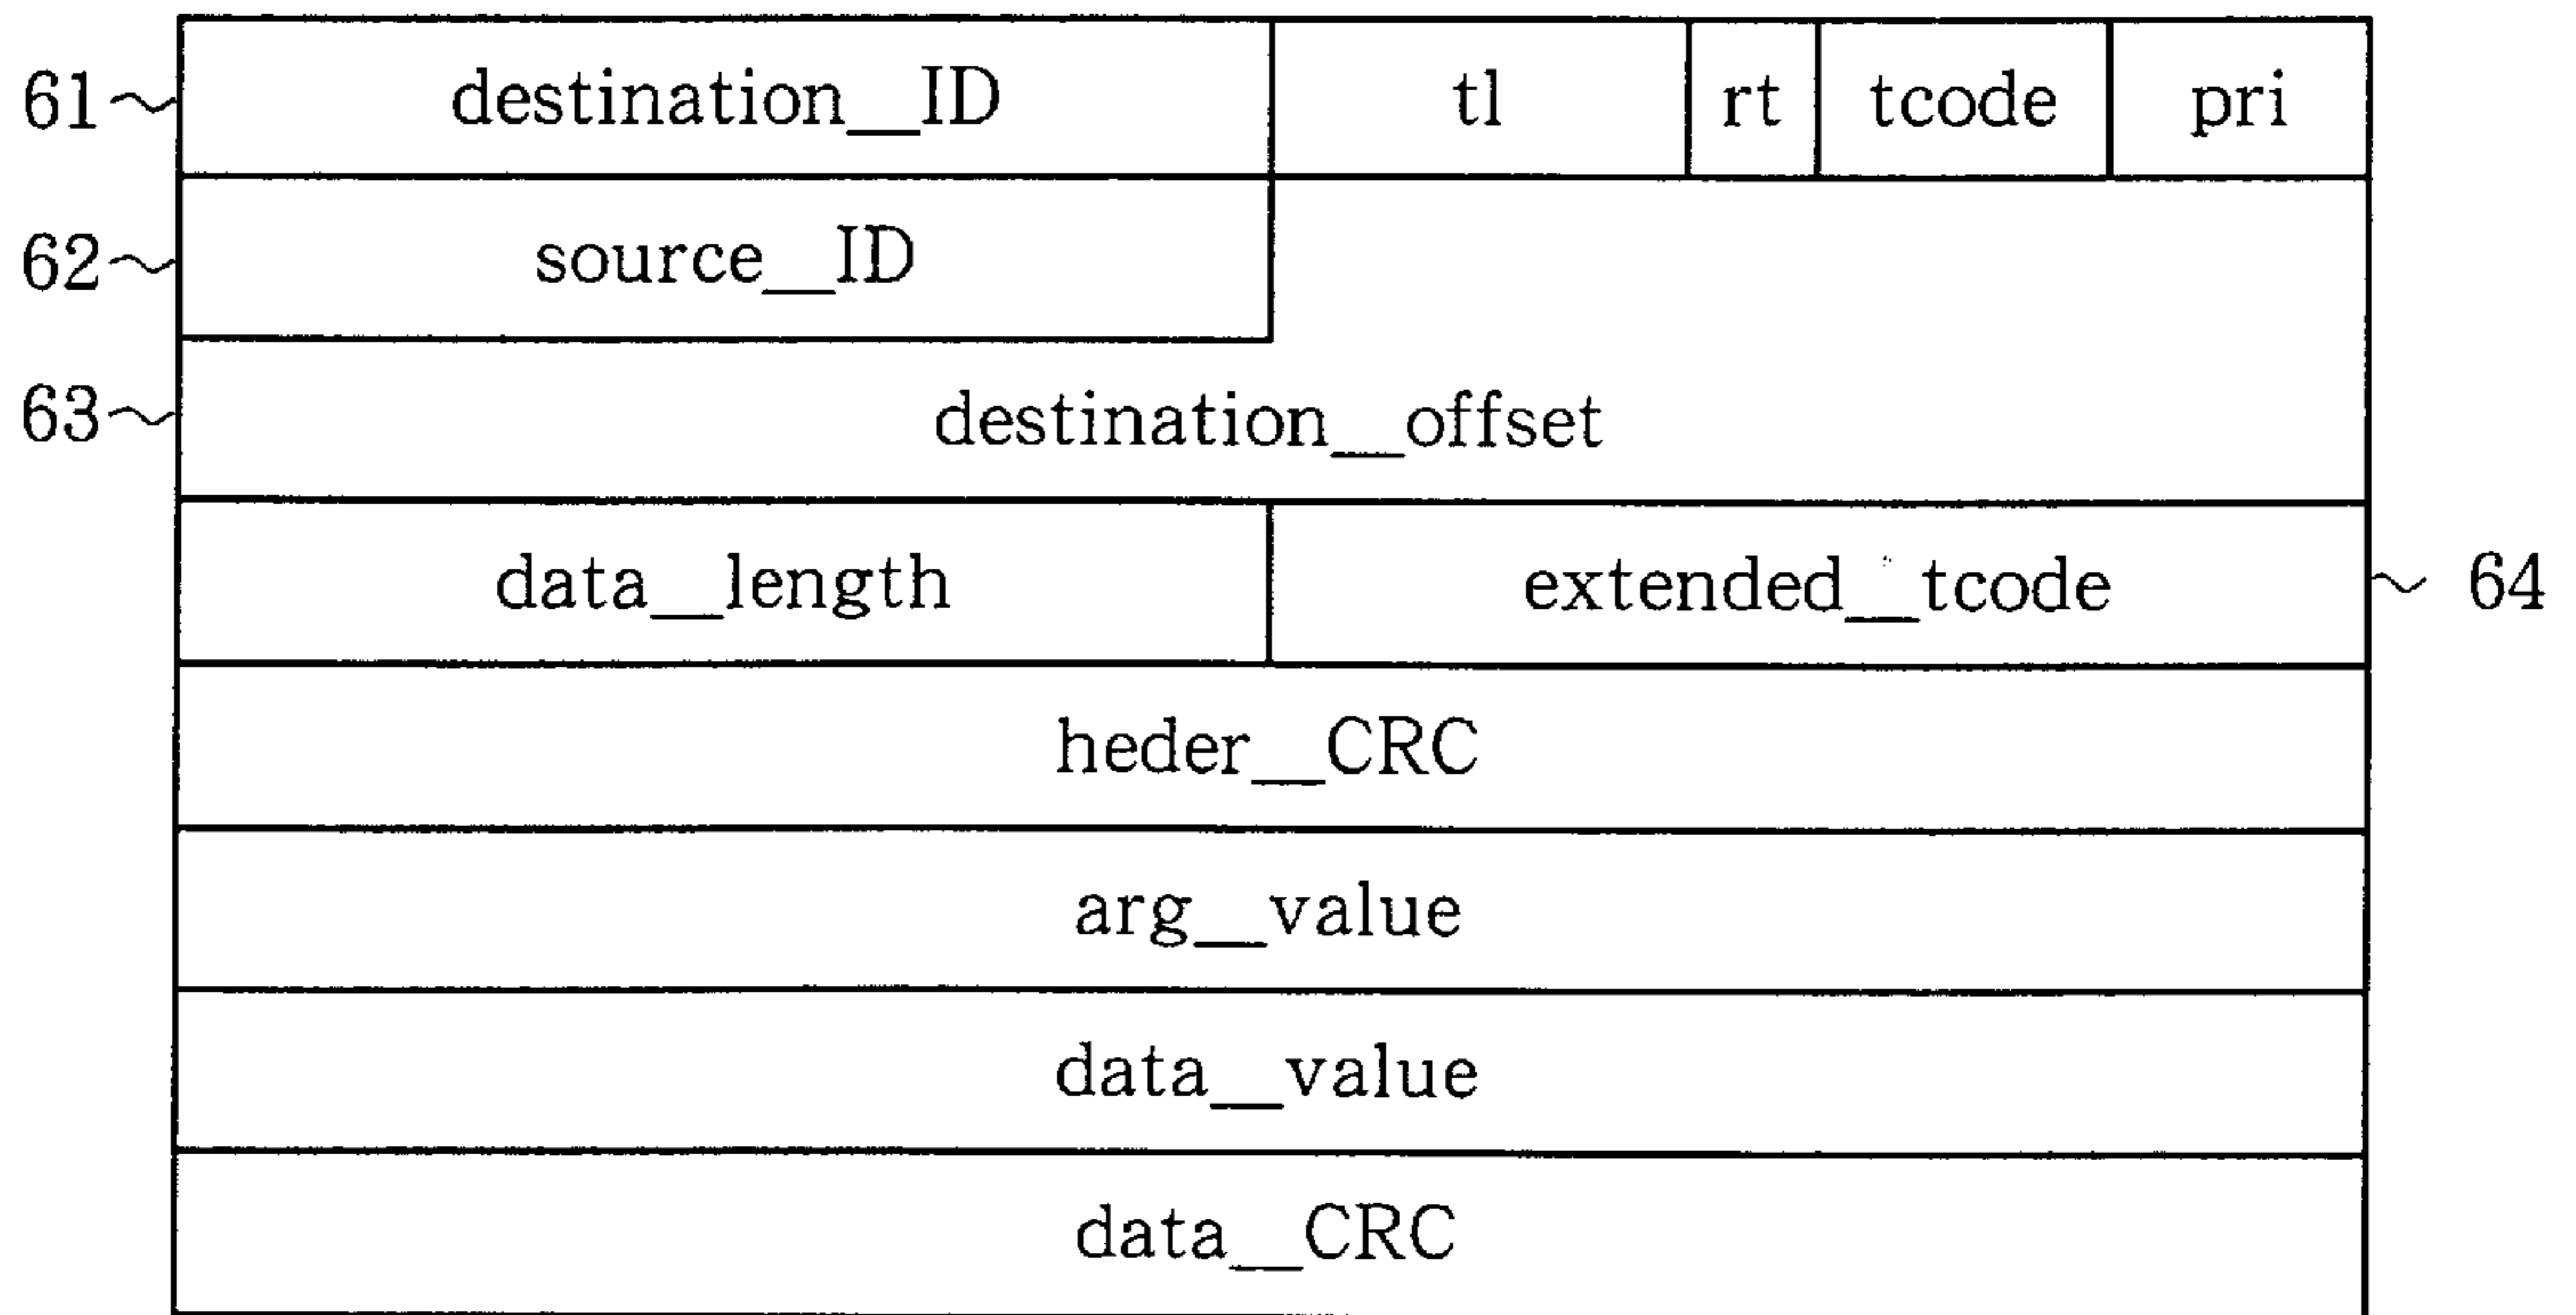 61 destination__ID tl rt tcode pri
62 source__ID
63 destination__offset
data__length extended__tcode 64
heder__CRC
arg__value
data__value
data__CRC